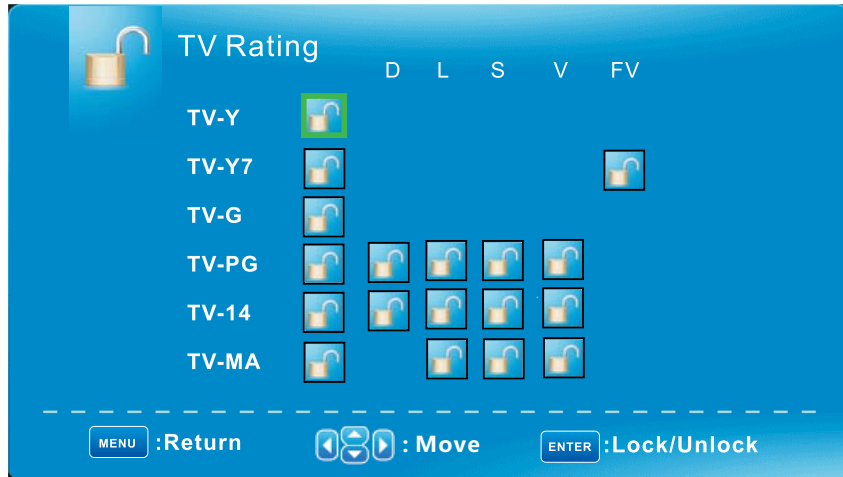 TV Rating
D L S V FV
TV-Y
TV-Y7
TV-G
TV-PG
TV-14
TV-MA
MENU :Return : Move ENTER :Lock/Unlock